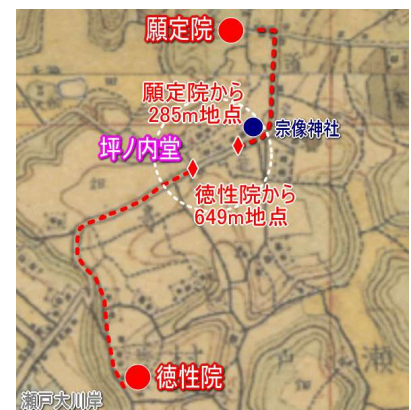 願定院
願定院から
285m地点
宗像神社
坪ノ内堂
徳性院から
649m地点
徳性院
瀬戸大川岸